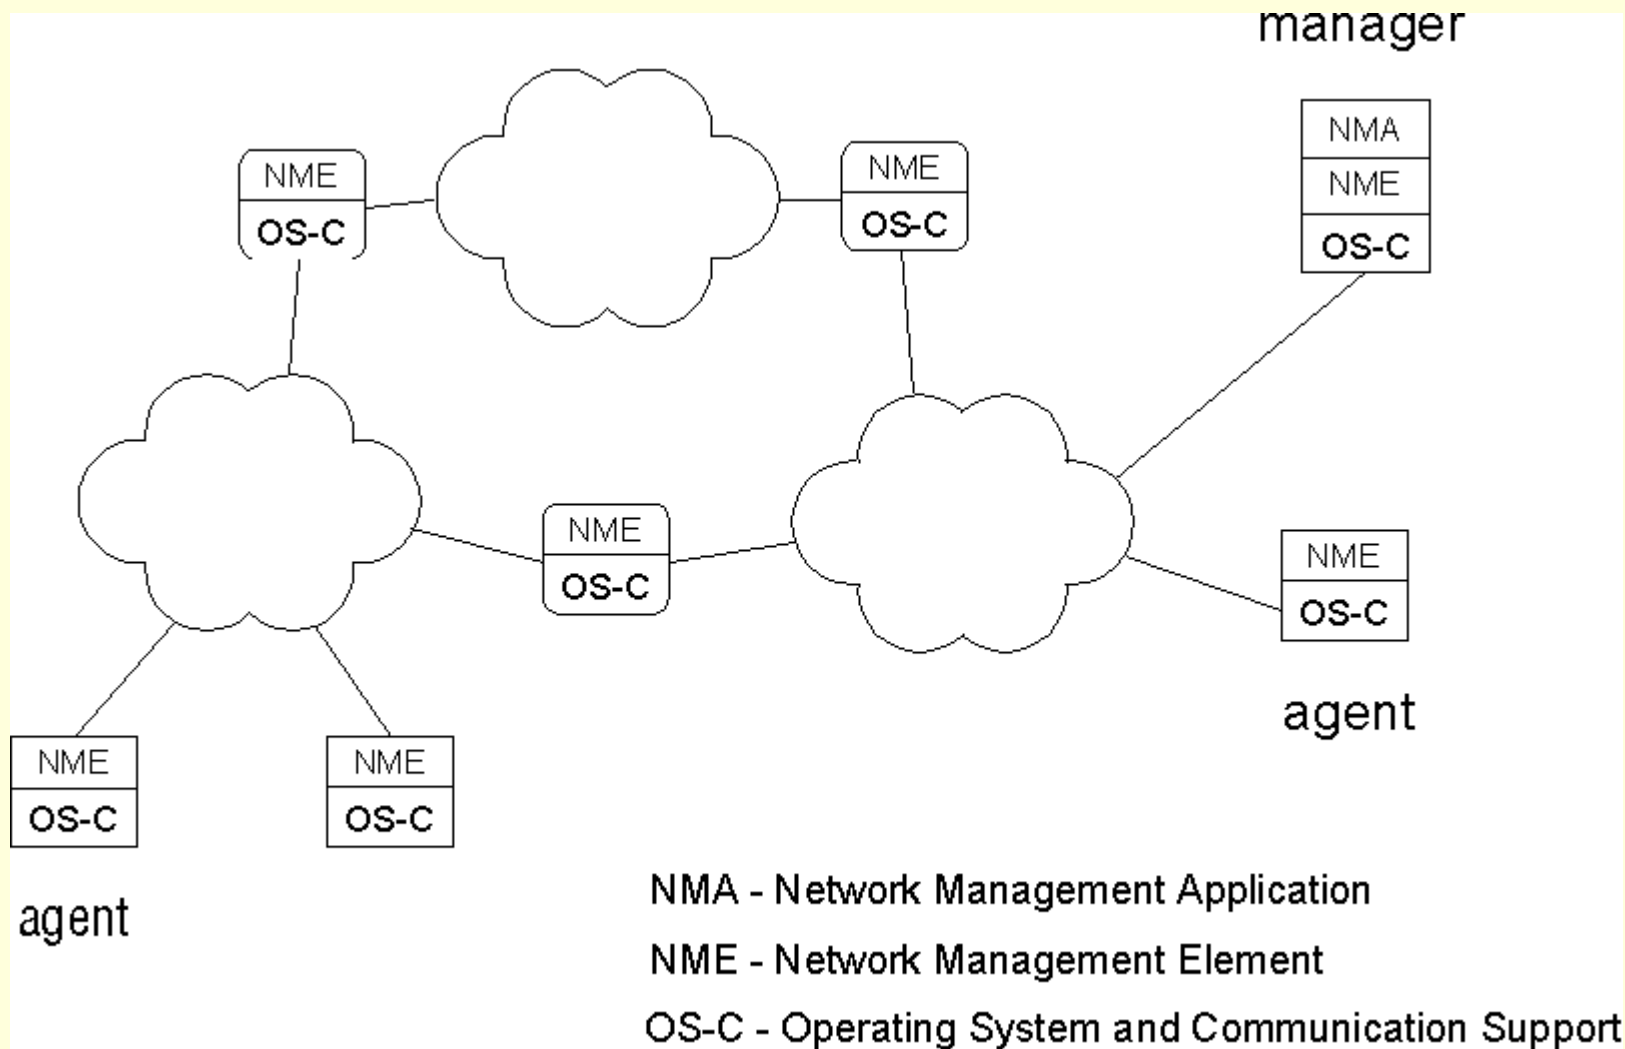 manager
NMA
NME
OS-C
NME
OS-C
NME
OS-C
NME
OS-C
NME
OS-C
agent
NME
OS-C
NME
OS-C
agent
NMA - Network Management Application
NME - Network Management Element
OS-C - Operating System and Communication Support